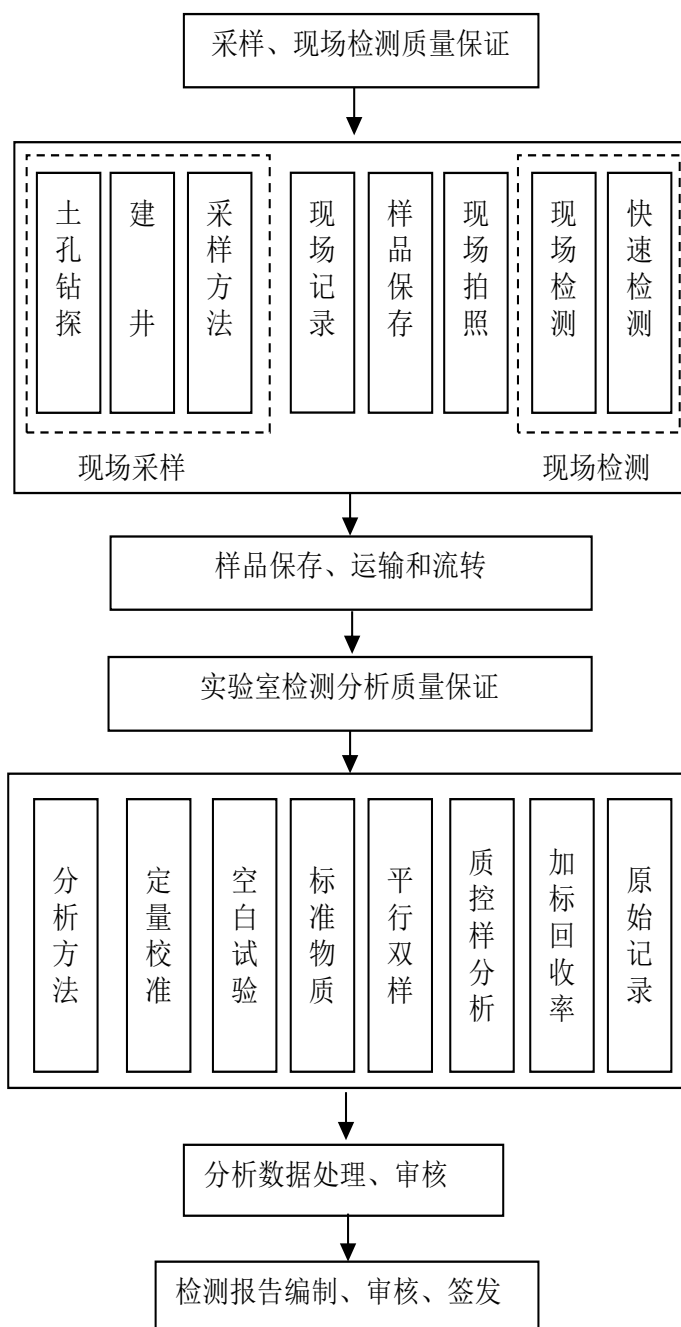 采样、现场检测质量保证
土孔钻探
建井
采样方法
现场记录
样品保存
现场拍照
现场检测
快速检测
现场采样
现场检测
样品保存、运输和流转
实验室检测分析质量保证
分析方法
定量校准
空白试验
标准物质
平行双样
质控样分析
加标回收率
原始记录
分析数据处理、审核
检测报告编制、审核、签发